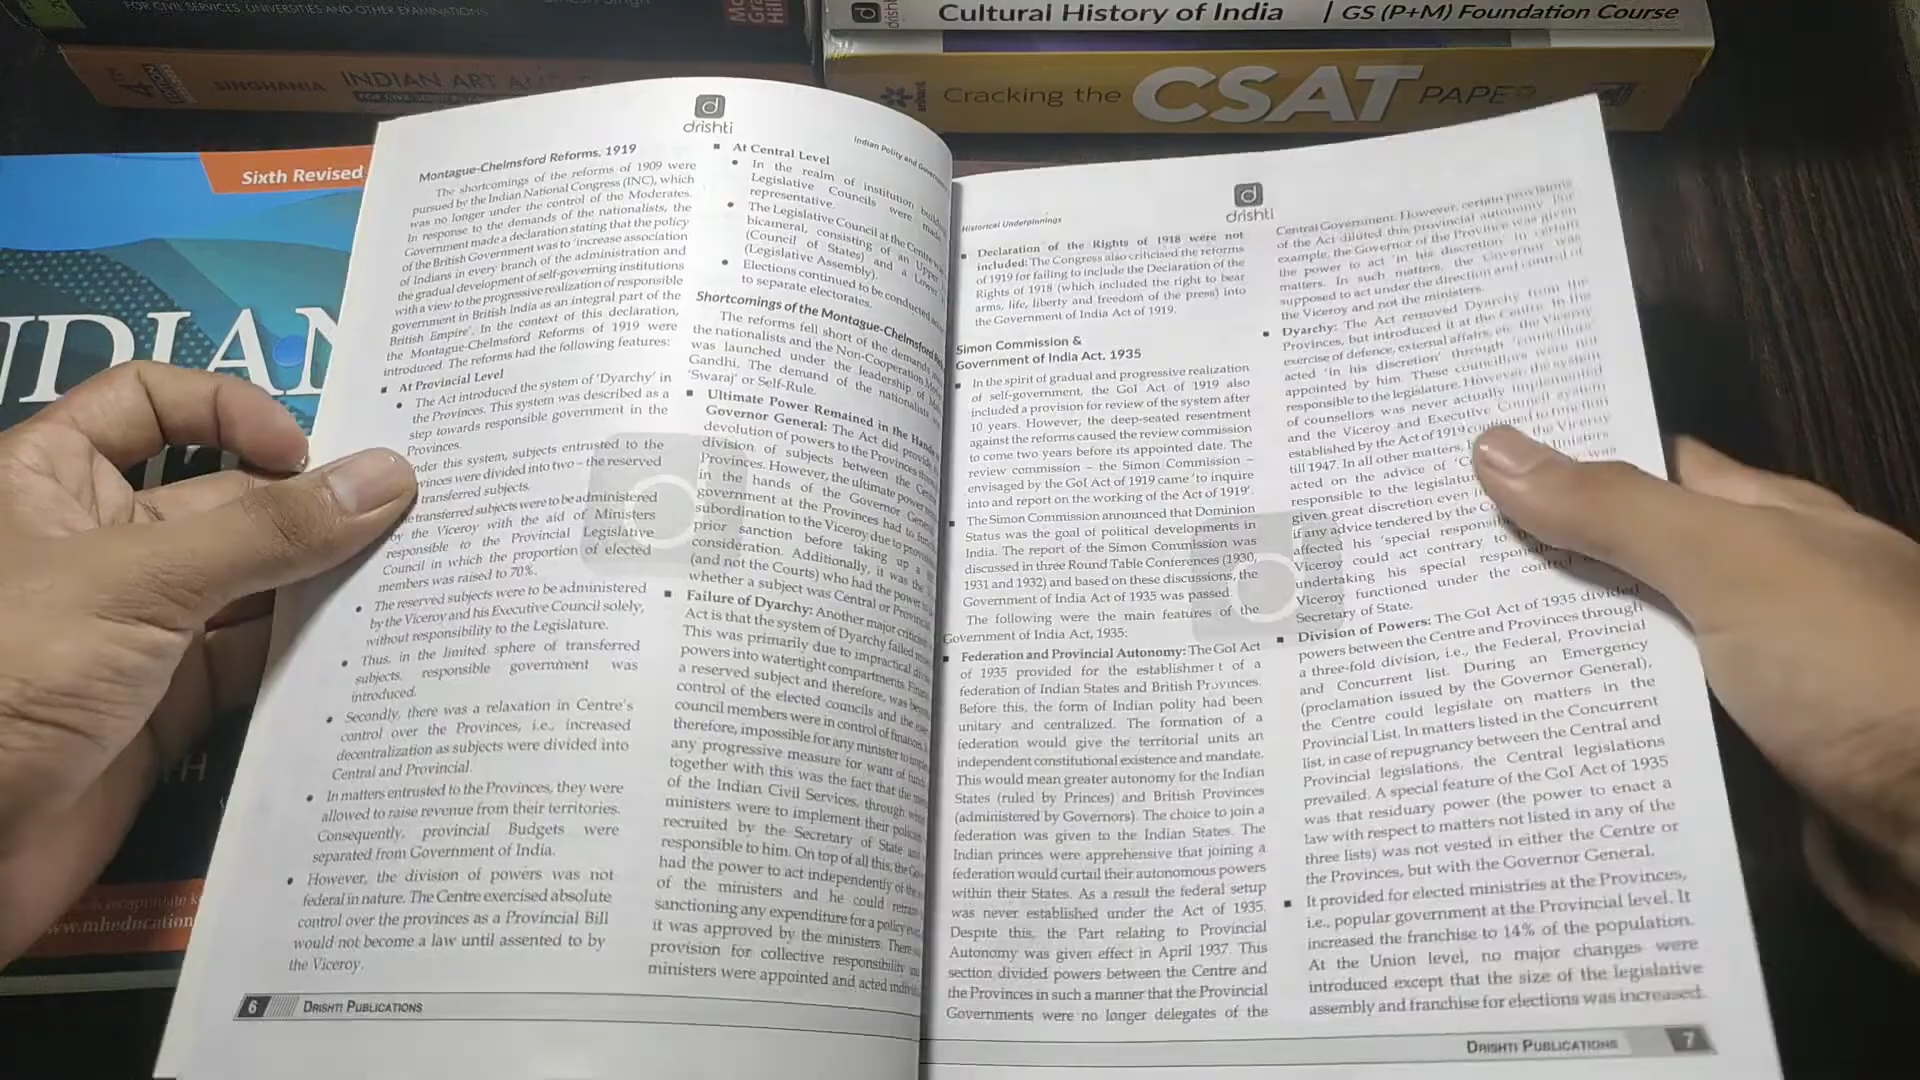 FOR CIVIL SERVICES, UNIVERSITIES AND OTHER EXAMINATIONS
Singh
Mc
Gra
Hill
4TH
SINGHANIA INDIAN ART AND
drishti
Cultural History of India | GS (P+M) Foundation Course
arihant
Cracking the CSAT PAPER
Sixth Revised
www.mheducation
drishti
Indian Polity and
Montague-Chelmsford Reforms, 1919
The shortcomings of the reforms of 1909 were
pursued by the Indian National Congress (INC), which
was no longer under the control of the Moderates.
In response to the demands of the nationalists, the
Government made a declaration stating that the policy
of the British Government was to 'increase association
of Indians in every branch of the administration and
the gradual development of self-governing institutions
with a view to the progressive realization of responsible
government in British India as an integral part of the
British Empire'. In the context of this declaration,
the Montague-Chelmsford Reforms of 1919 were
introduced. The reforms had the following features:
▪ At Provincial Level
• The Act introduced the system of 'Dyarchy' in
the Provinces. This system was described as a
step towards responsible government in the
Provinces.
nder this system, subjects entrusted to the
vinces were divided into two – the reserved
transferred subjects.
transferred subjects were to be administered
by the Viceroy with the aid of Ministers
responsible to the Provincial Legislative
Council in which the proportion of elected
members was raised to 70%.
• The reserved subjects were to be administered
by the Viceroy and his Executive Council solely,
without responsibility to the Legislature.
• Thus, in the limited sphere of transferred
subjects, responsible government was
introduced.
• Secondly, there was a relaxation in Centre's
control over the Provinces, i.e., increased
decentralization as subjects were divided into
Central and Provincial.
• In matters entrusted to the Provinces, they were
allowed to raise revenue from their territories.
Consequently, provincial Budgets were
separated from Government of India.
• However, the division of powers was not
federal in nature. The Centre exercised absolute
control over the provinces as a Provincial Bill
would not become a law until assented to by
the Viceroy.
▪ At Central Level
• In the realm of institution
Legislative Councils were made
representative.
• The Legislative Council at the Centre was
bicameral, consisting of an Upper
(Council of States) and a Lower
(Legislative Assembly).
• Elections continued to be conducted
to separate electorates.
Shortcomings of the Montague-Chelmsford
The reforms fell short of the demands
the nationalists and the Non-Cooperation
was launched under the leadership of
Gandhi. The demand of the nationalists
'Swaraj' or Self-Rule.
▪ Ultimate Power Remained in the Hands
Governor General: The Act did provide
devolution of powers to the Provinces
division of subjects between the
Provinces. However, the ultimate power
in the hands of the Governor General
government at the Provinces had to
subordination to the Viceroy due to
prior sanction before taking up a
consideration. Additionally, it was the
(and not the Courts) who had the power
whether a subject was Central or Provincial
▪ Failure of Dyarchy: Another major
Act is that the system of Dyarchy failed
This was primarily due to impractical
powers into watertight compartments.
a reserved subject and therefore, was
control of the elected councils and the
council members were in control of finances
therefore, impossible for any minister to
any progressive measure for want of funds
together with this was the fact that the
of the Indian Civil Services, through
ministers were to implement their policies
recruited by the Secretary of State
responsible to him. On top of all this, the
had the power to act independently of the
of the ministers and he could
sanctioning any expenditure for a policy
it was approved by the ministers. There
provision for collective responsibility
ministers were appointed and acted
6 DRISHTI PUBLICATIONS
Historical Underpinnings
drishti
▪ Declaration of the Rights of 1918 were not
included: The Congress also criticised the reforms
of 1919 for failing to include the Declaration of the
Rights of 1918 (which included the right to bear
arms, life, liberty and freedom of the press) into
the Government of India Act of 1919.
Simon Commission &
Government of India Act, 1935
▪ In the spirit of gradual and progressive realization
of self-government, the GoI Act of 1919 also
included a provision for review of the system after
10 years. However, the deep-seated resentment
against the reforms caused the review commission
to come two years before its appointed date. The
review commission – the Simon Commission –
envisaged by the GoI Act of 1919 came 'to inquire
into and report on the working of the Act of 1919'.
▪ The Simon Commission announced that Dominion
Status was the goal of political developments in
India. The report of the Simon Commission was
discussed in three Round Table Conferences (1930,
1931 and 1932) and based on these discussions, the
Government of India Act of 1935 was passed.
The following were the main features of the
Government of India Act, 1935:
▪ Federation and Provincial Autonomy: The GoI Act
of 1935 provided for the establishment of a
federation of Indian States and British Provinces.
Before this, the form of Indian polity had been
unitary and centralized. The formation of a
federation would give the territorial units an
independent constitutional existence and mandate.
This would mean greater autonomy for the Indian
States (ruled by Princes) and British Provinces
(administered by Governors). The choice to join a
federation was given to the Indian States. The
Indian princes were apprehensive that joining a
federation would curtail their autonomous powers
within their States. As a result the federal setup
was never established under the Act of 1935.
Despite this, the Part relating to Provincial
Autonomy was given effect in April 1937. This
section divided powers between the Centre and
the Provinces in such a manner that the Provincial
Governments were no longer delegates of the
Central Government. However, certain provisions
of the Act diluted this provincial autonomy. For
example, the Governor of the Province was given
the power to act 'in his discretion' in certain
matters. In such matters, the Governor was
supposed to act under the direction and control of
the Viceroy and not the ministers.
▪ Dyarchy: The Act removed Dyarchy from the
Provinces, but introduced it at the Centre. In the
exercise of defence, external affairs, etc. the Viceroy
acted 'in his discretion' through 'counsellors'
appointed by him. These councillors were not
responsible to the legislature. However, the system
of counsellors was never actually implemented
and the Viceroy and Executive Council system
established by the Act of 1919 continued to function
till 1947. In all other matters, the Viceroy
acted on the advice of
responsible to the legislature
given great discretion even
if any advice tendered by the
affected his 'special
Viceroy could act contrary to
undertaking his special
Viceroy functioned under the control
Secretary of State.
▪ Division of Powers: The GoI Act of 1935 divided
powers between the Centre and Provinces through
a three-fold division, i.e., the Federal, Provincial
and Concurrent list. During an Emergency
(proclamation issued by the Governor General),
the Centre could legislate on matters in the
Provincial List. In matters listed in the Concurrent
list, in case of repugnancy between the Central and
Provincial legislations, the Central legislations
prevailed. A special feature of the GoI Act of 1935
was that residuary power (the power to enact a
law with respect to matters not listed in any of the
three lists) was not vested in either the Centre or
the Provinces, but with the Governor General.
▪ It provided for elected ministries at the Provinces,
i.e., popular government at the Provincial level. It
increased the franchise to 14% of the population.
At the Union level, no major changes were
introduced except that the size of the legislative
assembly and franchise for elections was increased.
DRISHTI PUBLICATIONS 7